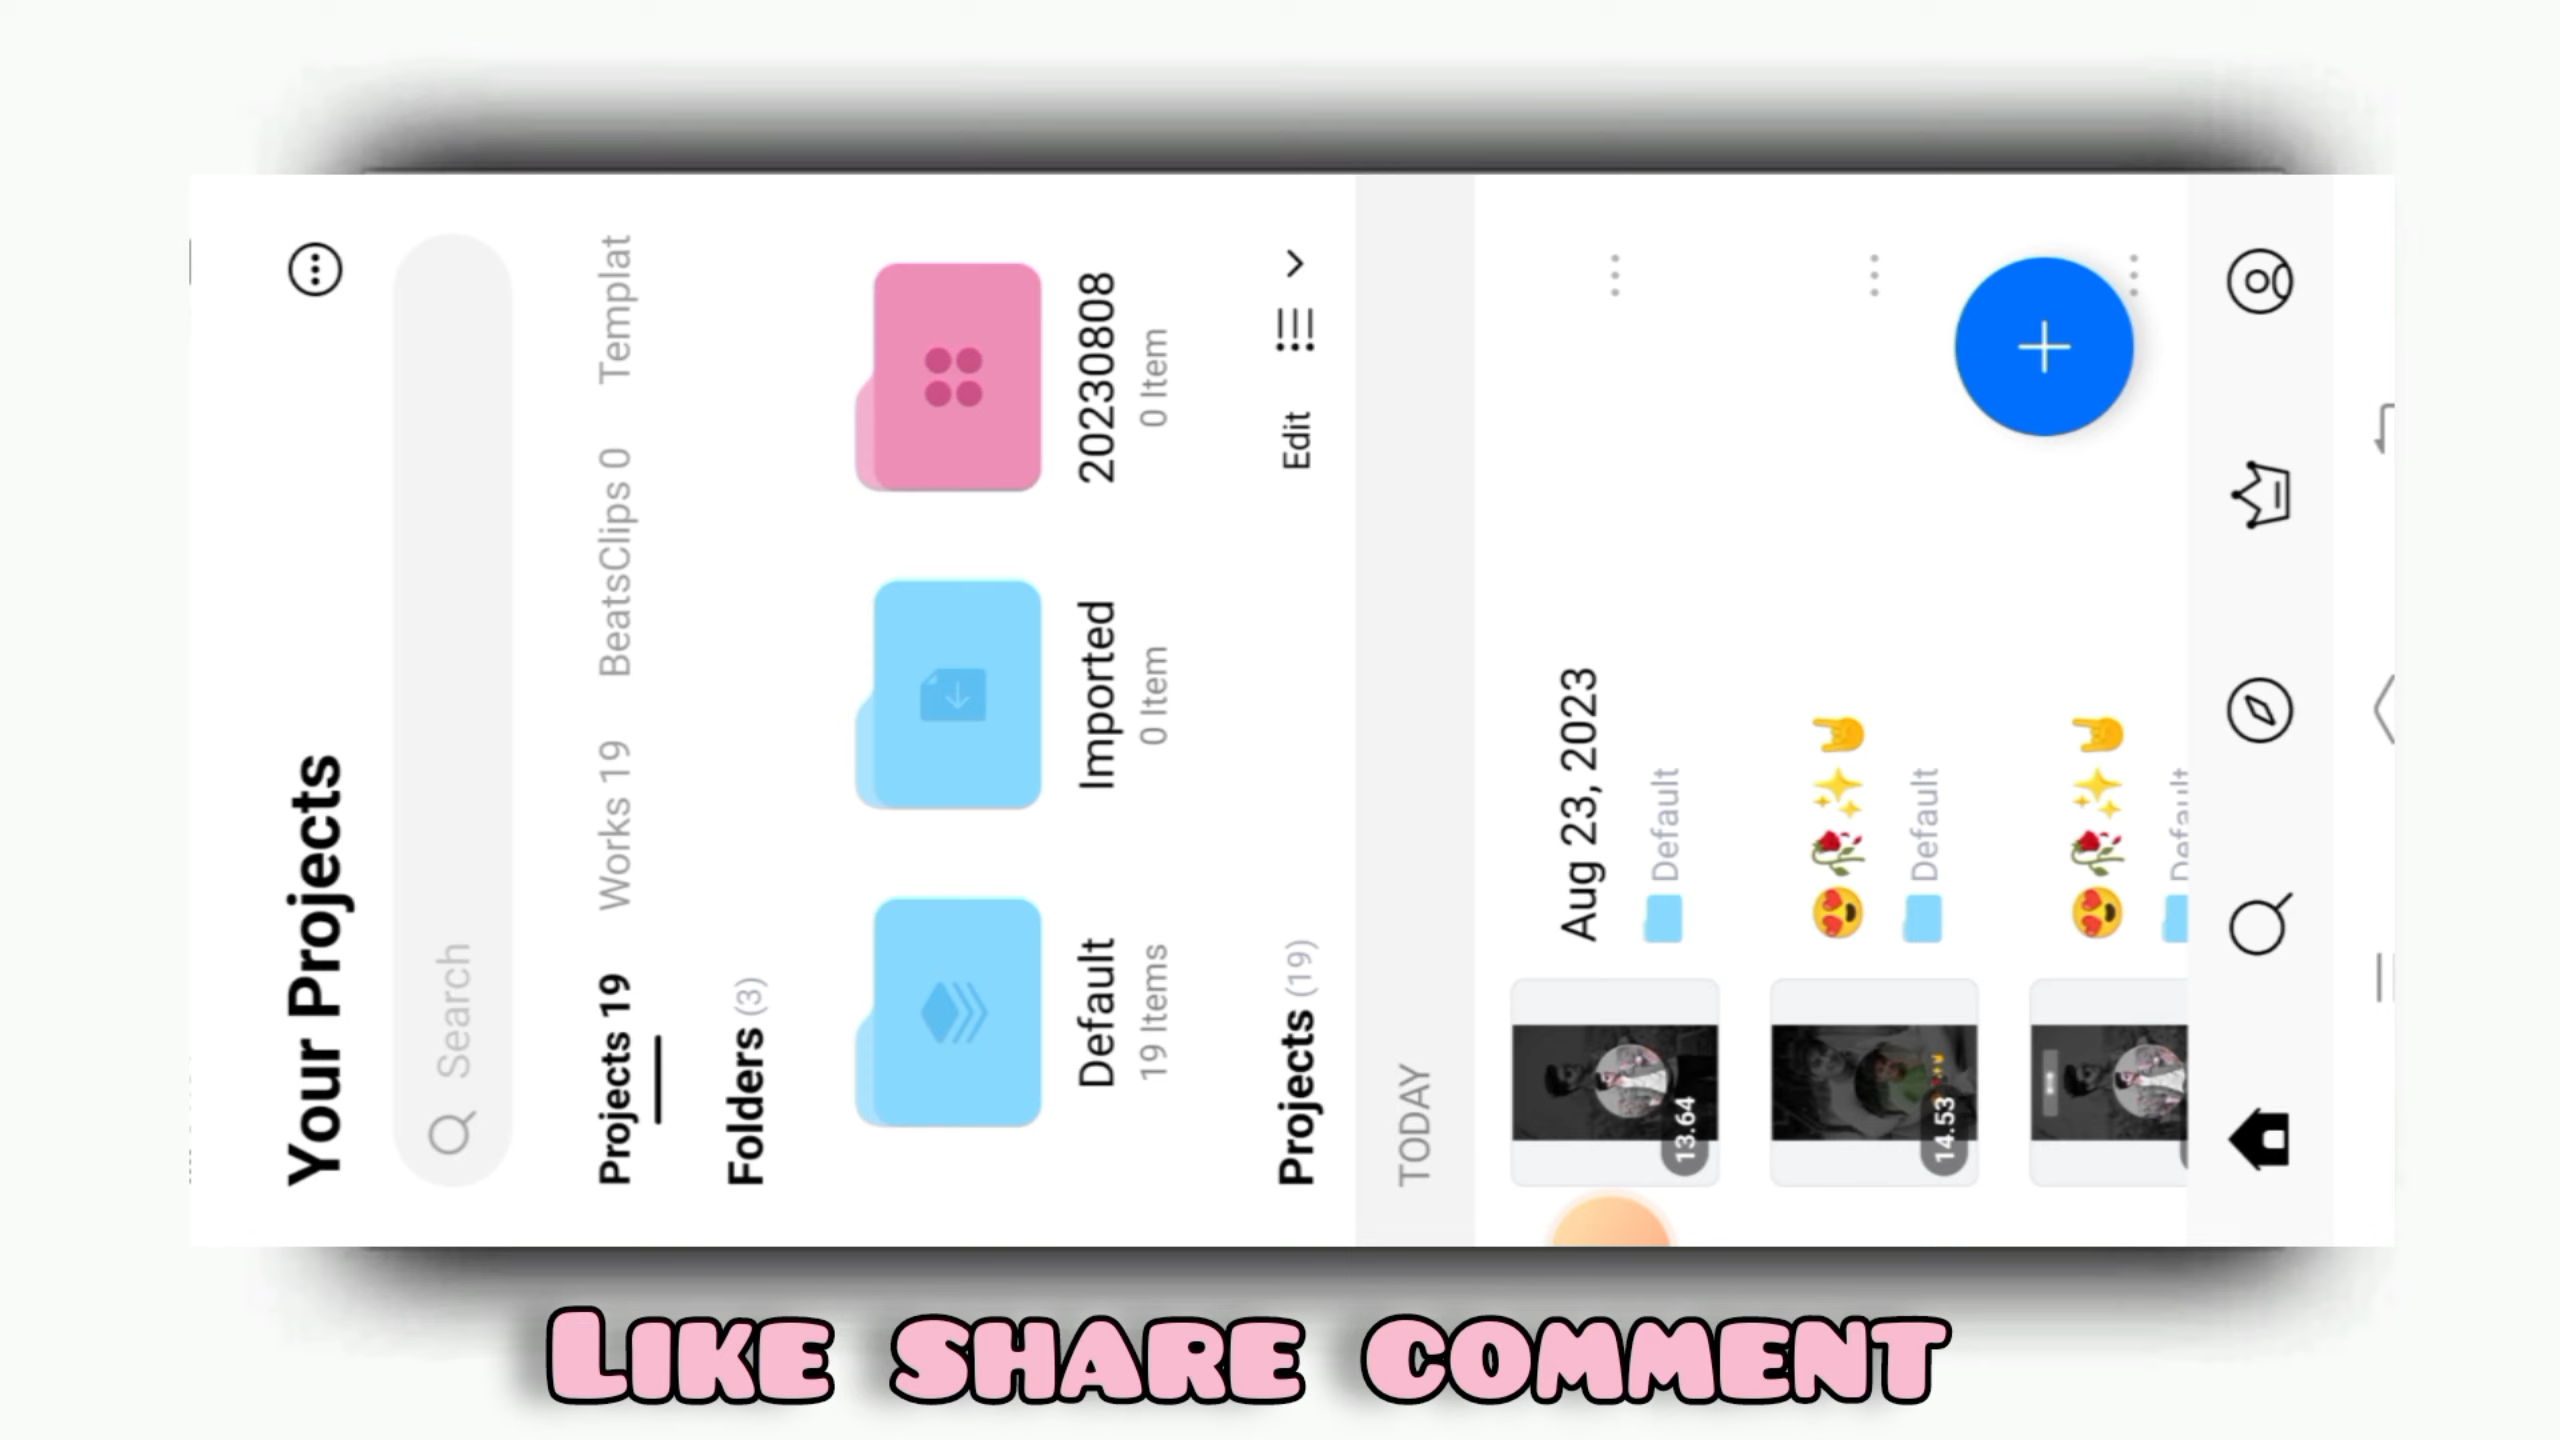 Your Projects
Search
Projects 19 Works 19 BeatsClips 0 Templat
Folders (3)
Default Imported 20230808
19 Items 0 Item 0 Item
Projects (19) Edit
TODAY
Aug 23, 2023
Default
13.64
😍🥀✨🤘
Default
14.53
😍🥀✨🤘
Default
LIKE SHARE COMMENT